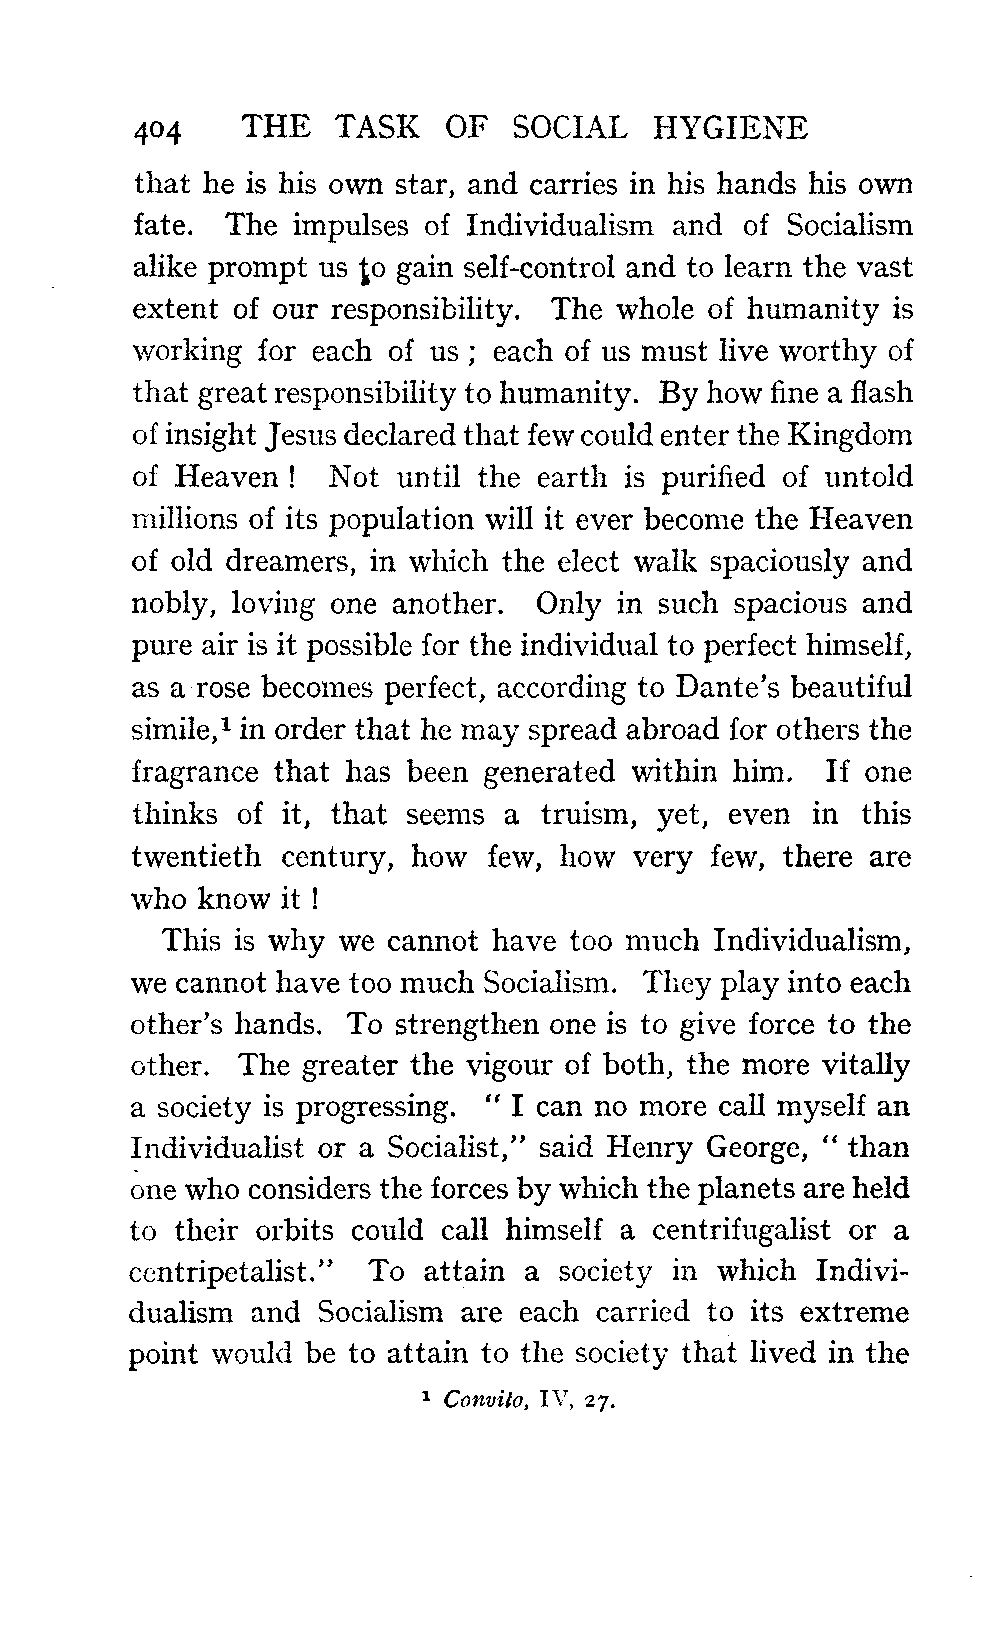 404 THE TASK OF SOCIAL HYGIENE
that he is his own star, and carries in his hands his own
fate. The impulses of Individualism and of Socialism
alike prompt us to gain self-control and to learn the vast
extent of our responsibility. The whole of humanity is
working for each of us ; each of us must live worthy of
that great responsibility to humanity. By how fine a flash
of insight Jesus declared that few could enter the Kingdom
of Heaven ! Not until the earth is purified of untold
millions of its population will it ever become the Heaven
of old dreamers, in which the elect walk spaciously and
nobly, loving one another. Only in such spacious and
pure air is it possible for the individual to perfect himself,
as a rose becomes perfect, according to Dante's beautiful
simile,¹ in order that he may spread abroad for others the
fragrance that has been generated within him. If one
thinks of it, that seems a truism, yet, even in this
twentieth century, how few, how very few, there are
who know it !
This is why we cannot have too much Individualism,
we cannot have too much Socialism. They play into each
other's hands. To strengthen one is to give force to the
other. The greater the vigour of both, the more vitally
a society is progressing. " I can no more call myself an
Individualist or a Socialist," said Henry George, " than
one who considers the forces by which the planets are held
to their orbits could call himself a centrifugalist or a
centripetalist." To attain a society in which Indivi-
dualism and Socialism are each carried to its extreme
point would be to attain to the society that lived in the
¹ Convito, IV, 27.